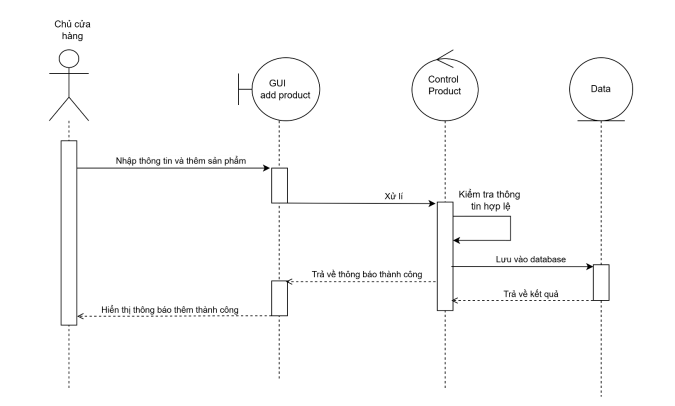 Chủ cửa
hàng
GUI
add product
Control
Product
Data
Nhập thông tin và thêm sản phẩm
Xử lí
Kiểm tra thông
tin hợp lệ
Lưu vào database
Trả về thông báo thành công
Trả về kết quả
Hiển thị thông báo thêm thành công